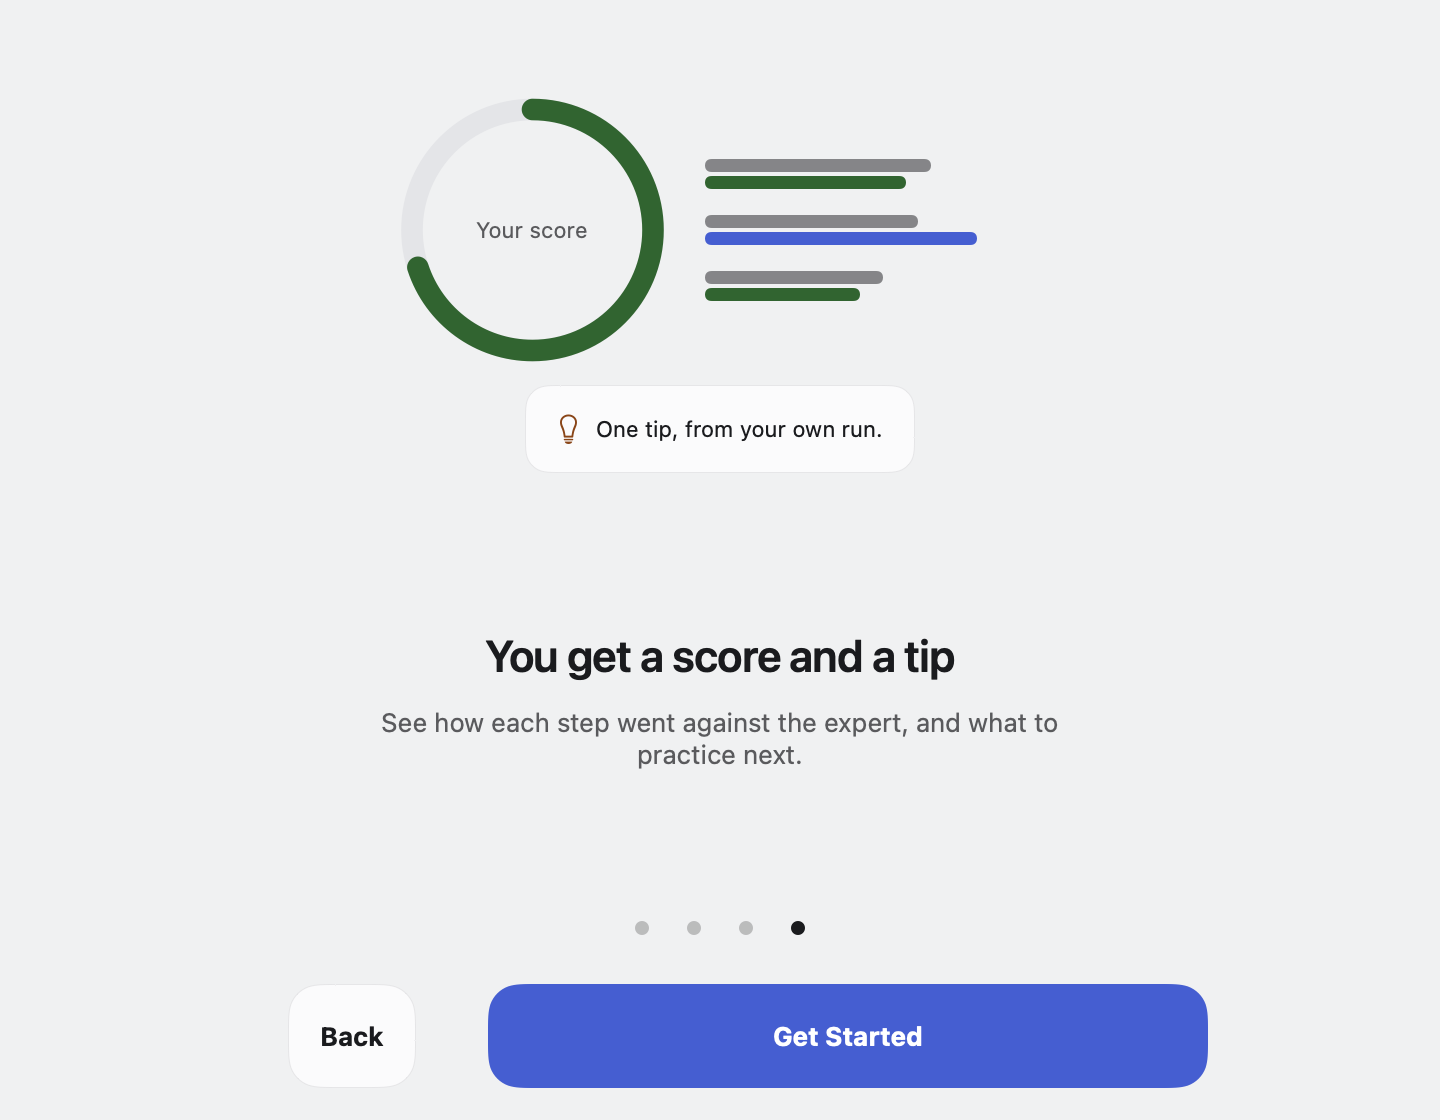 Your score
One tip, from your own run.
You get a score and a tip
See how each step went against the expert, and what to
practice next.
Back
Get Started